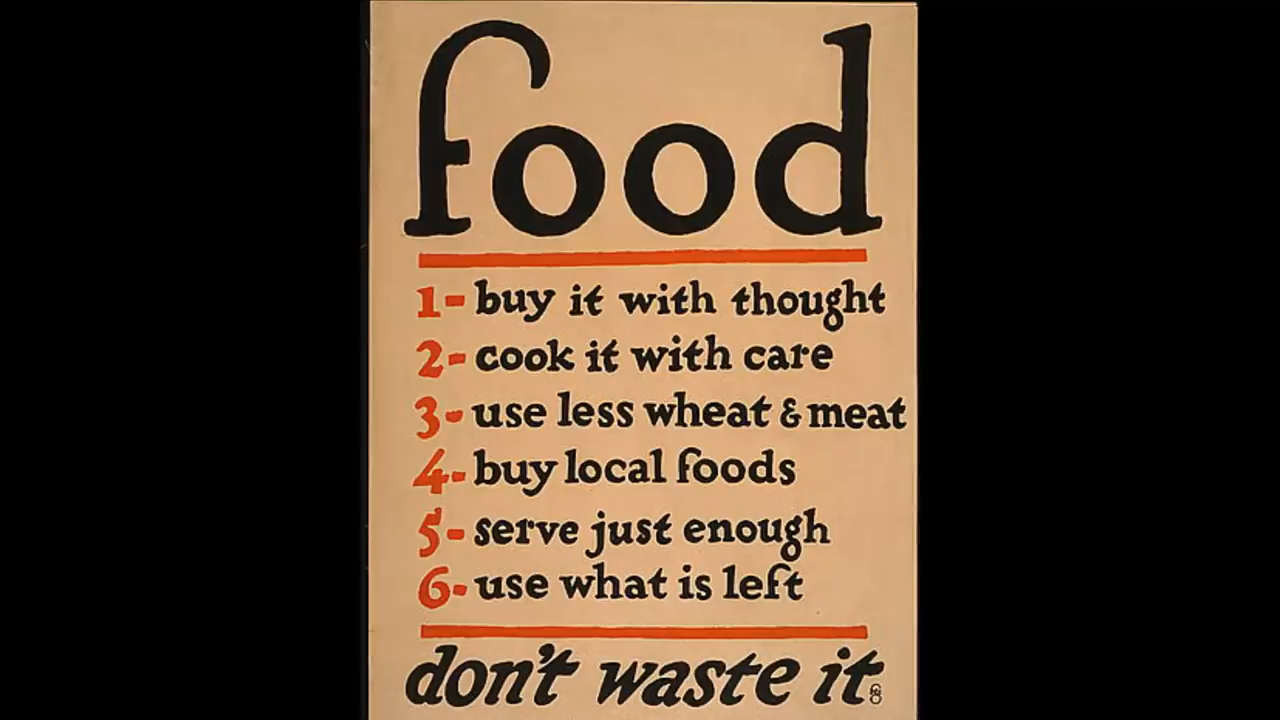 food
1- buy it with thought
2- cook it with care
3- use less wheat & meat
4- buy local foods
5- serve just enough
6- use what is left
don't waste it.